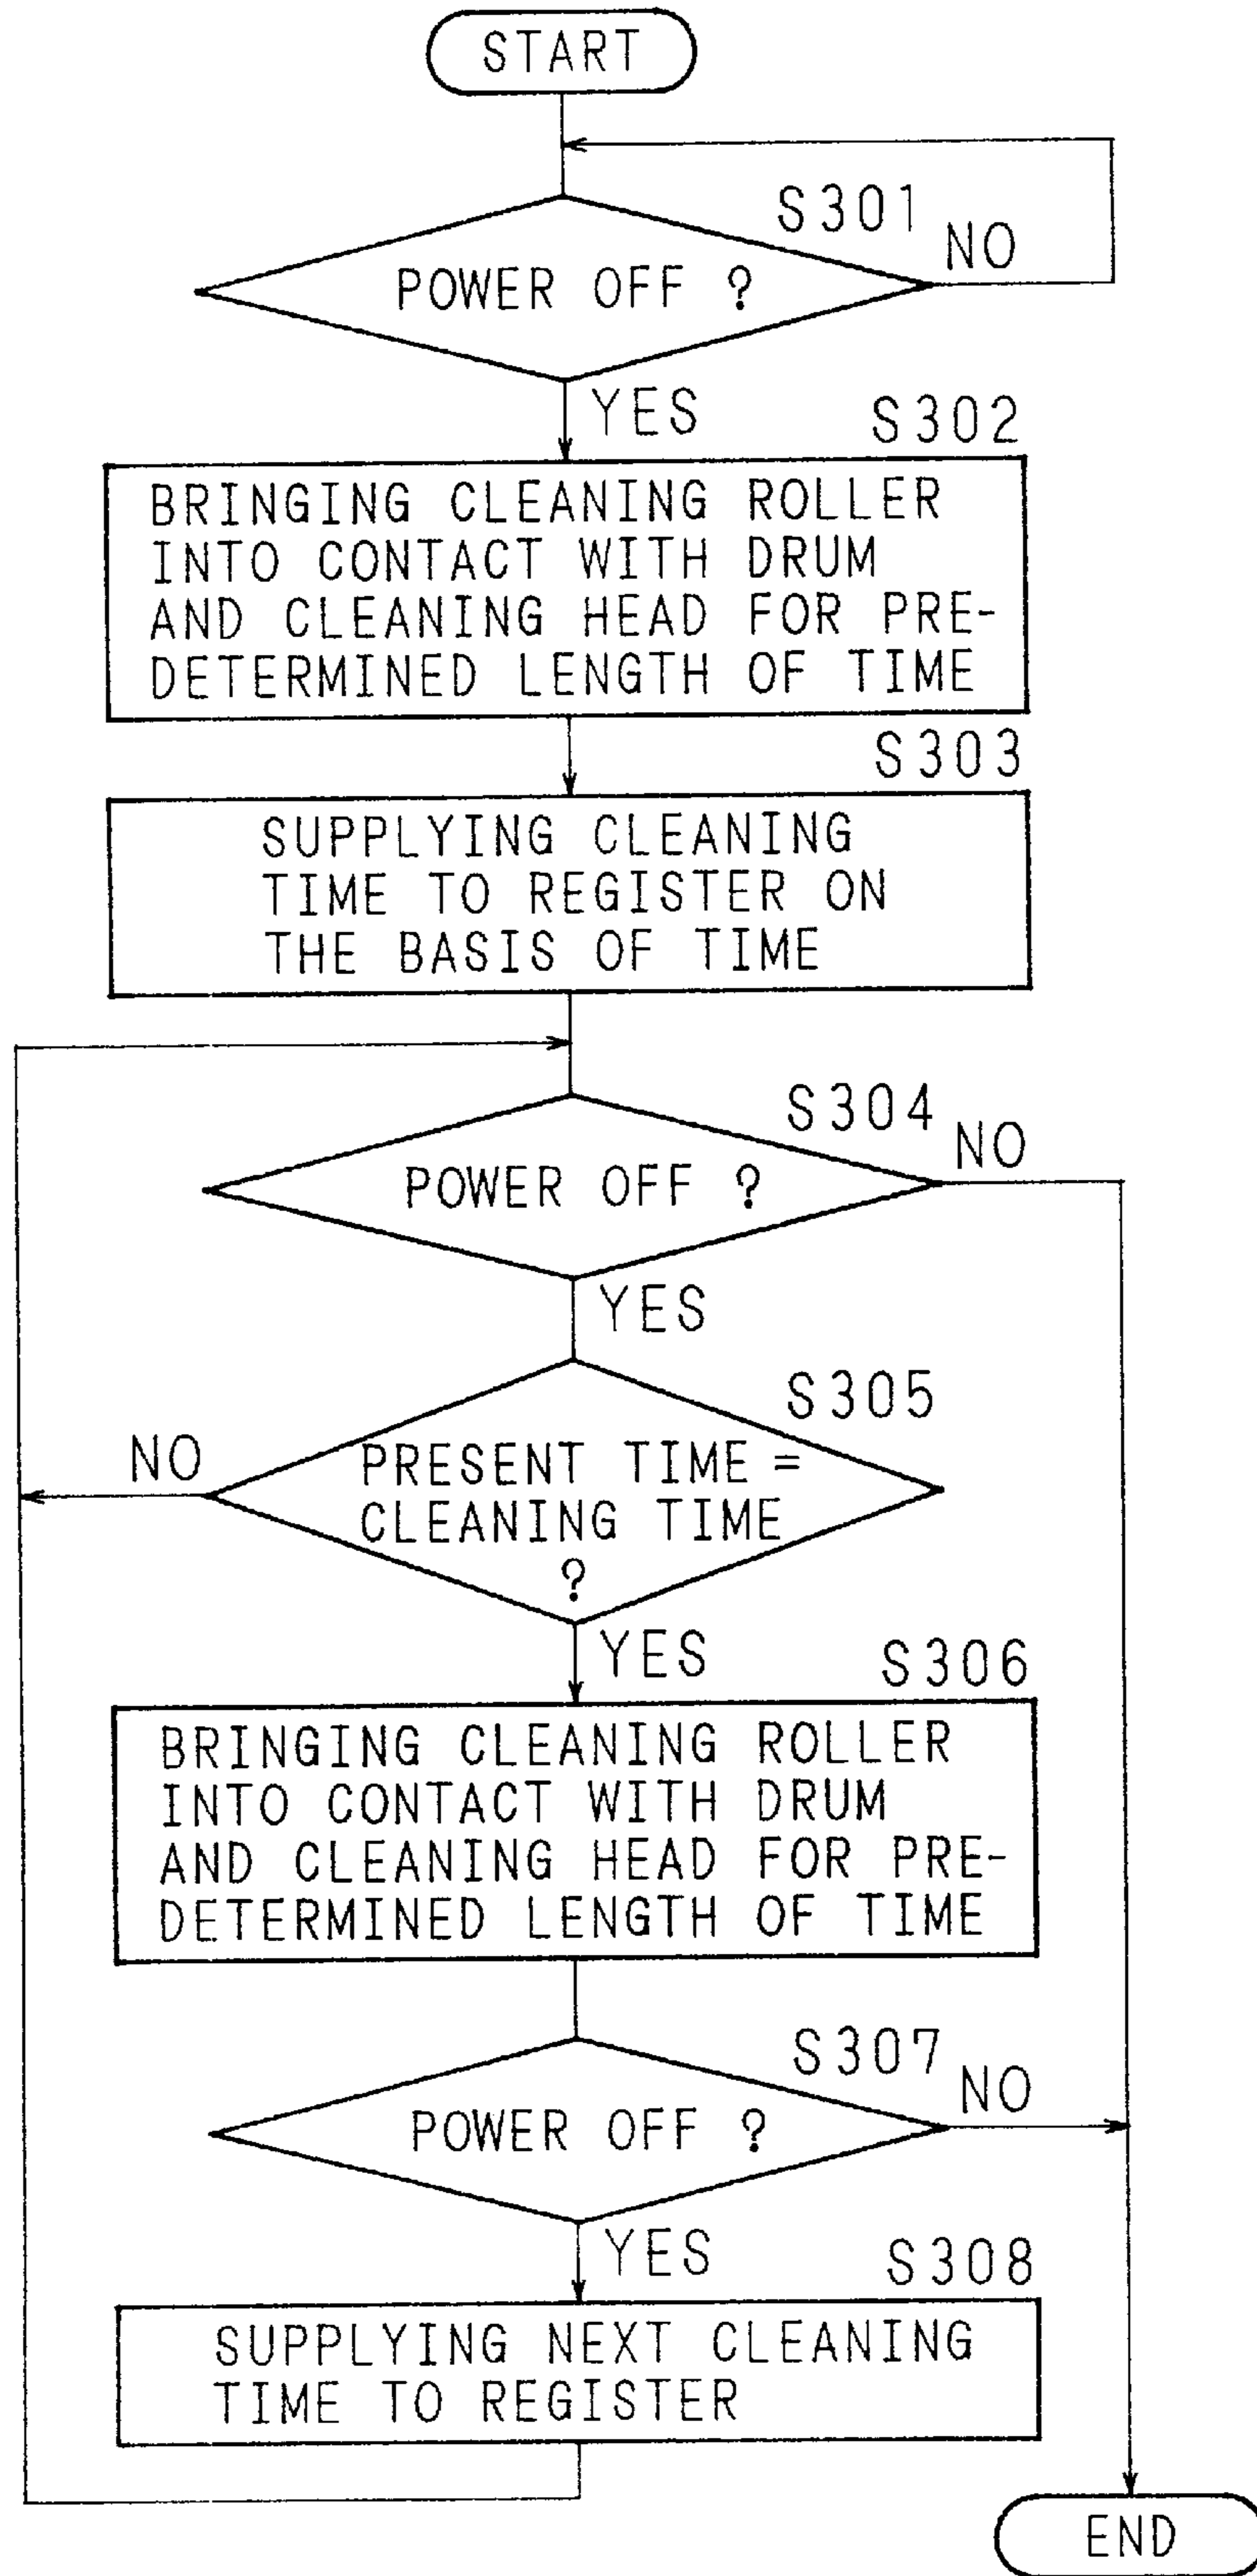 START
S301
NO
POWER OFF ?
YES
S302
BRINGING CLEANING ROLLER
INTO CONTACT WITH DRUM
AND CLEANING HEAD FOR PRE-
DETERMINED LENGTH OF TIME
S303
SUPPLYING CLEANING
TIME TO REGISTER ON
THE BASIS OF TIME
S304
NO
POWER OFF ?
YES
S305
NO
PRESENT TIME =
CLEANING TIME
?
YES
S306
BRINGING CLEANING ROLLER
INTO CONTACT WITH DRUM
AND CLEANING HEAD FOR PRE-
DETERMINED LENGTH OF TIME
S307
NO
POWER OFF ?
YES
S308
SUPPLYING NEXT CLEANING
TIME TO REGISTER
END